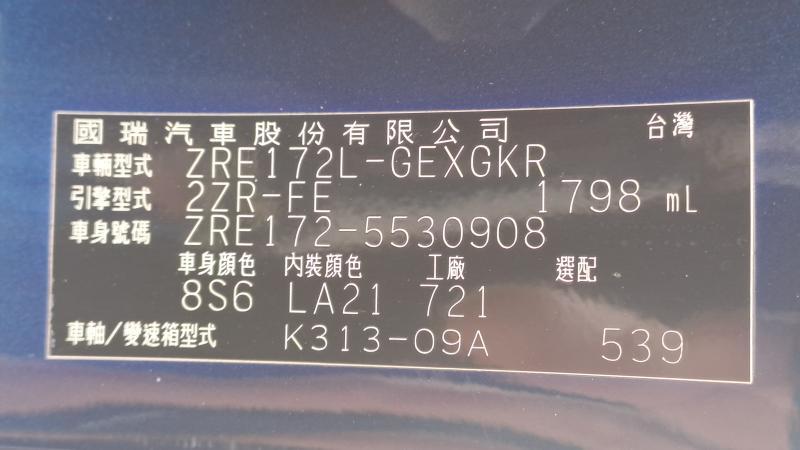 國瑞汽車股份有限公司 台灣
車輛型式 ZRE172L-GEXGKR
引擎型式 2ZR-FE 1798 mL
車身號碼 ZRE172-5530908
車身顏色 內裝顏色 工廠 選配
8S6 LA21 721
車軸/變速箱型式 K313-09A 539